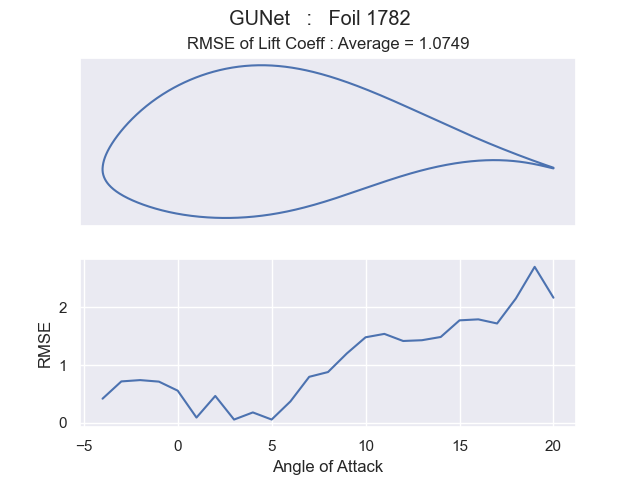 GUNet   :   Foil 1782
RMSE of Lift Coeff : Average = 1.0749
2
1
0
RMSE
−5 0 5 10 15 20
Angle of Attack